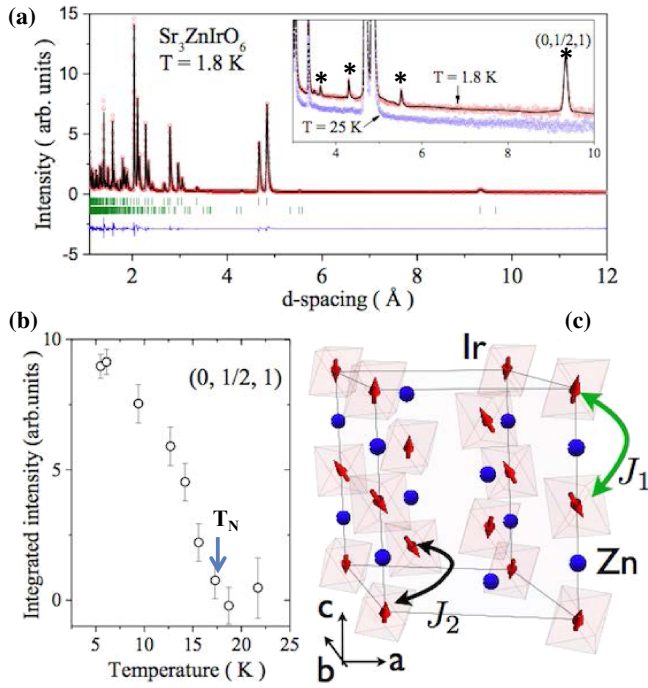 (a)
Sr₃ZnIrO₆
T = 1.8 K
Intensity ( arb. units )
15
10
5
0
-5
2
4
6
8
10
12
d-spacing ( Å )
(0,1/2,1)
*
*
*
*
T = 1.8 K
T = 25 K
4
6
8
10
(b)
(0, 1/2, 1)
Integrated intensity (arb.units )
10
5
0
T_N
0
5
10
15
20
25
Temperature ( K )
(c)
Ir
J₁
Zn
J₂
c
b
a